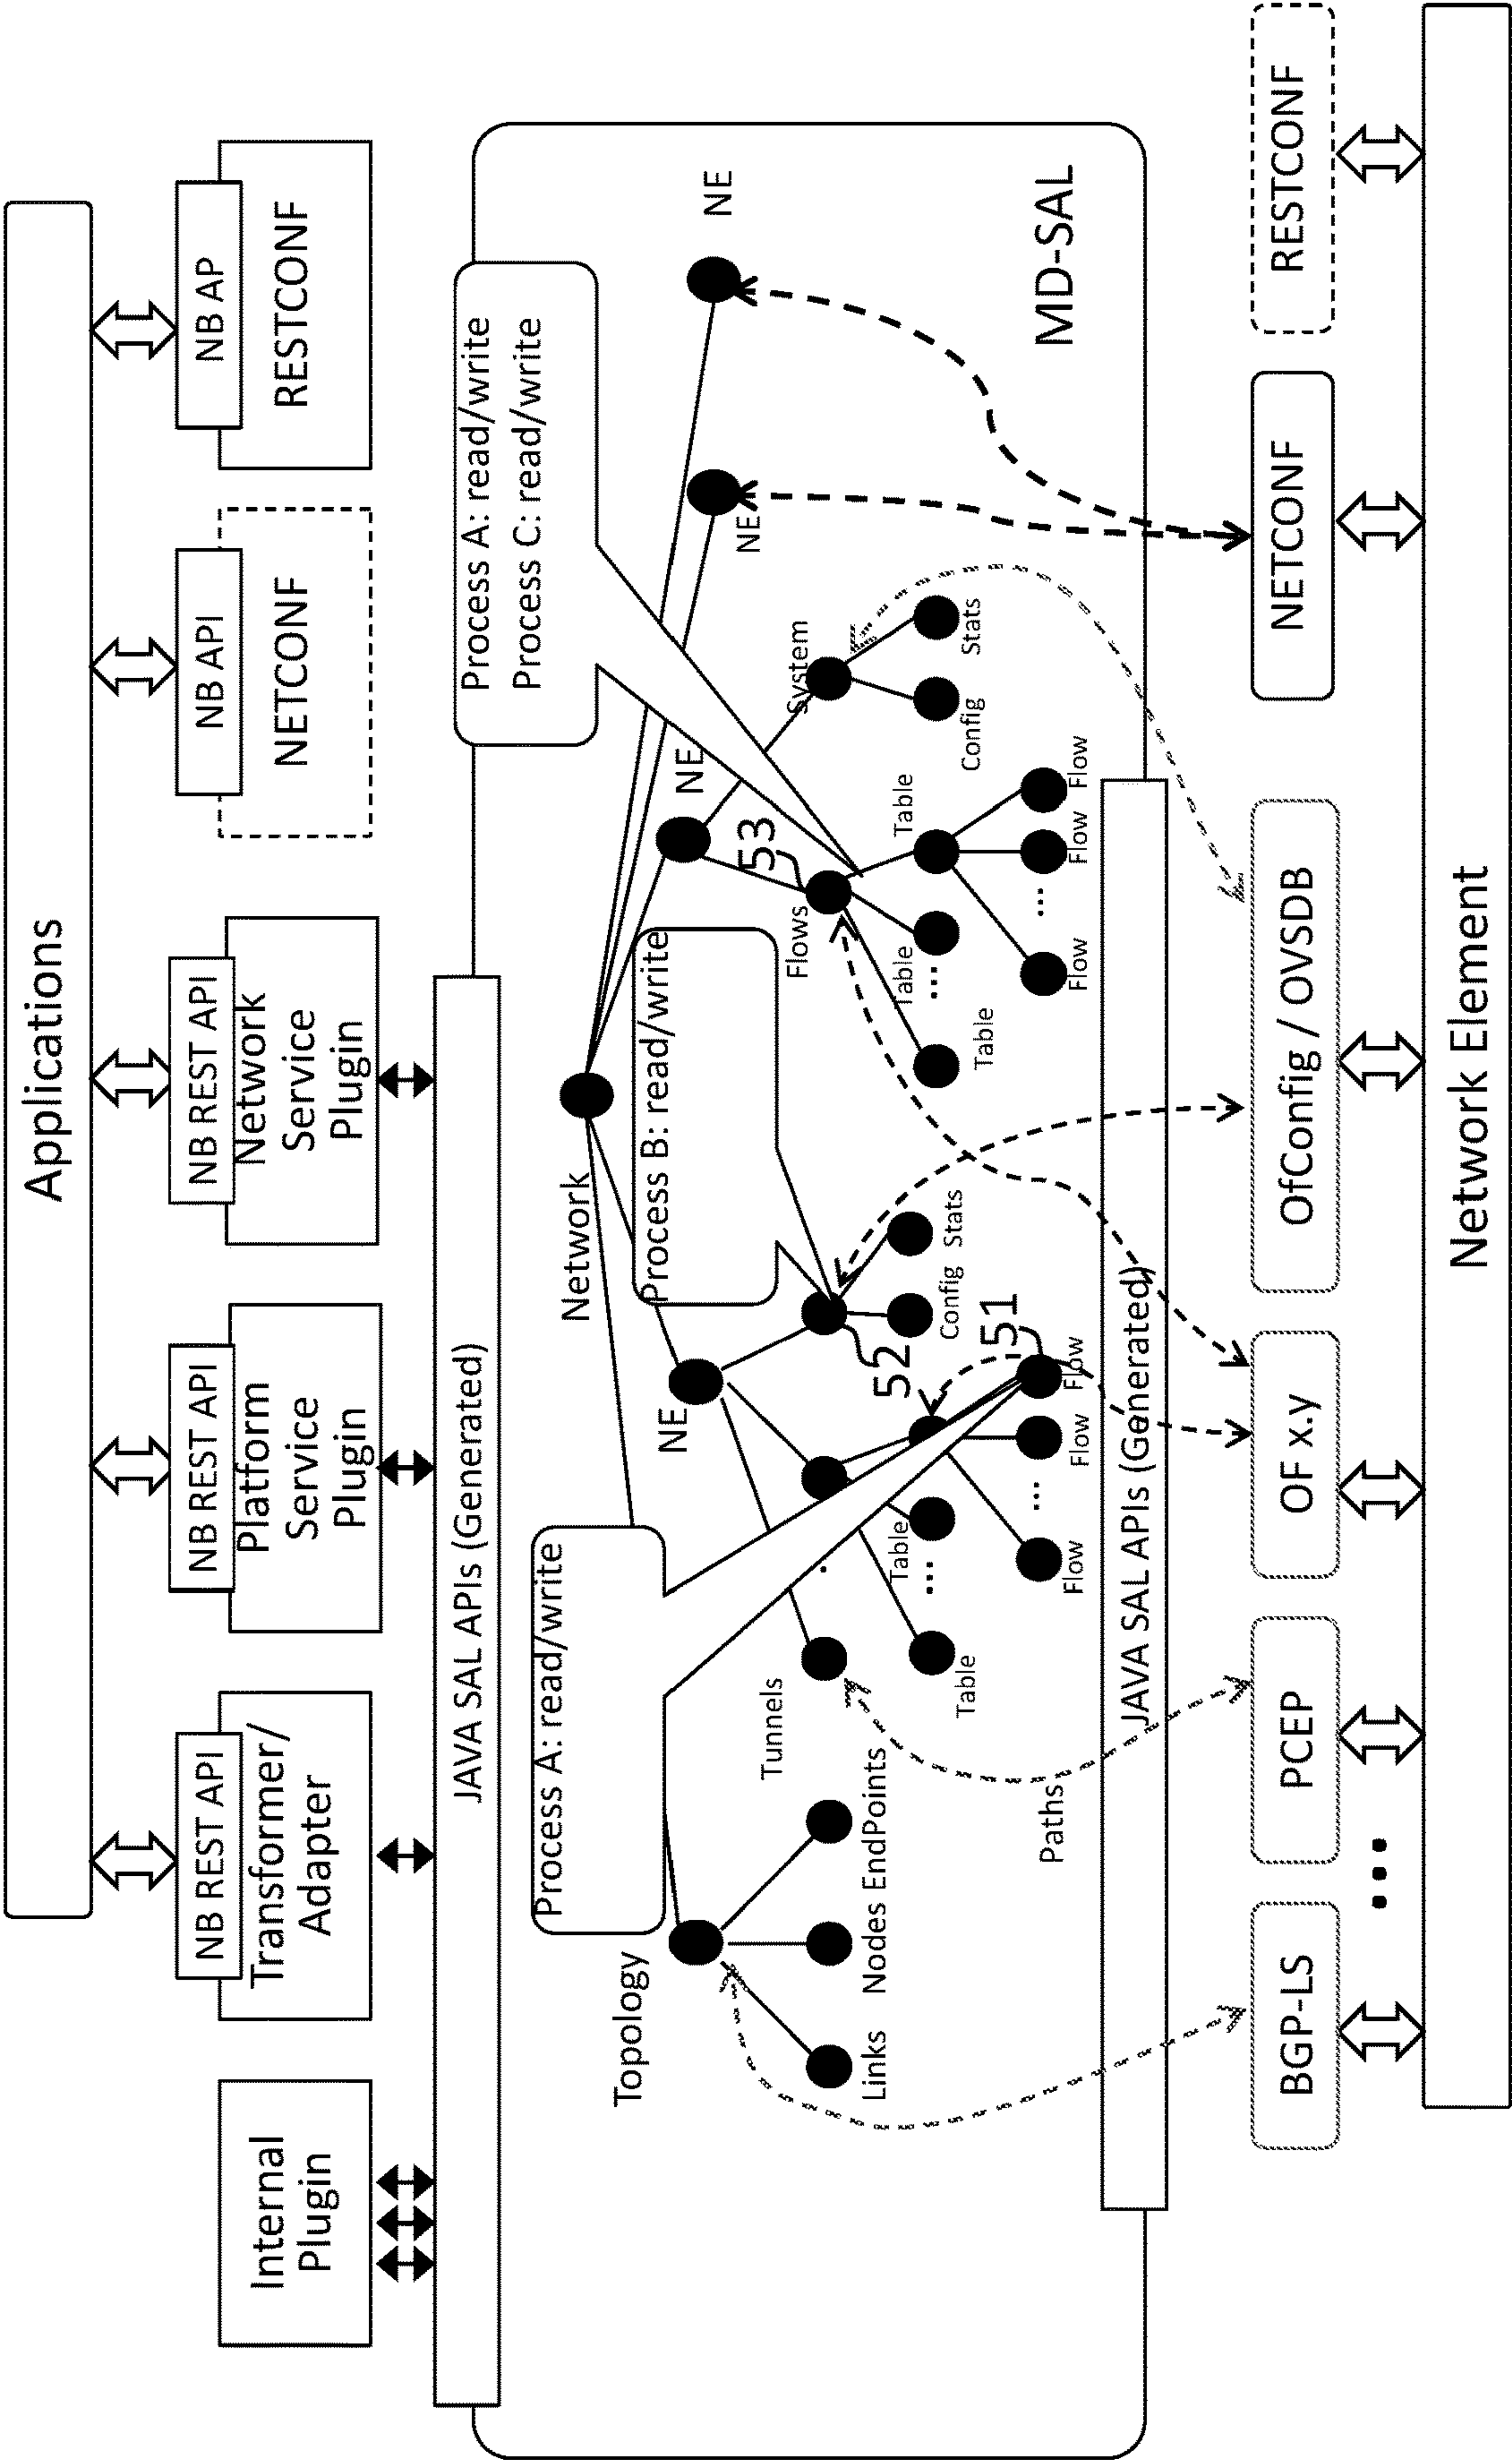 Applications
NB REST API
NB REST API
NB REST API
NB API
NB AP
Internal
Plugin
Transformer/
Adapter
Platform
Service
Plugin
Network
Service
Plugin
NETCONF
RESTCONF
JAVA SAL APIs (Generated)
Process A: read/write
Process C: read/write
Process A: read/write
Network
Process B: read/write
Topology
NE
NE
NE
NE
53
Tunnels
Flows
System
Links
Nodes
EndPoints
52
Table
Table
Config
Stats
Table
Table
Table
Config
Stats
51
Paths
Flow
...
Flow
Flow
Flow
...
Flow
Flow
...
...
MD-SAL
JAVA SAL APIs (Generated)
BGP-LS
PCEP
OF x.y
OfConfig / OVSDB
NETCONF
RESTCONF
...
Network Element